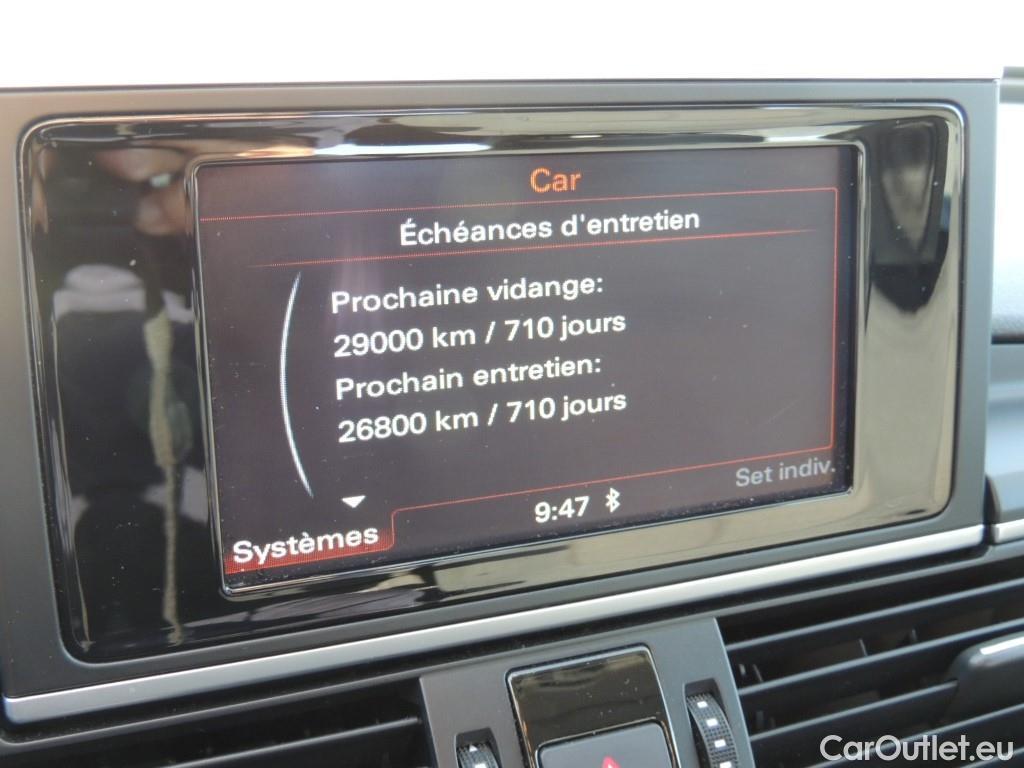 Car
Échéances d'entretien
Prochaine vidange:
29000 km / 710 jours
Prochain entretien:
26800 km / 710 jours
Set indiv.
9:47
Systèmes
CarOutlet.eu